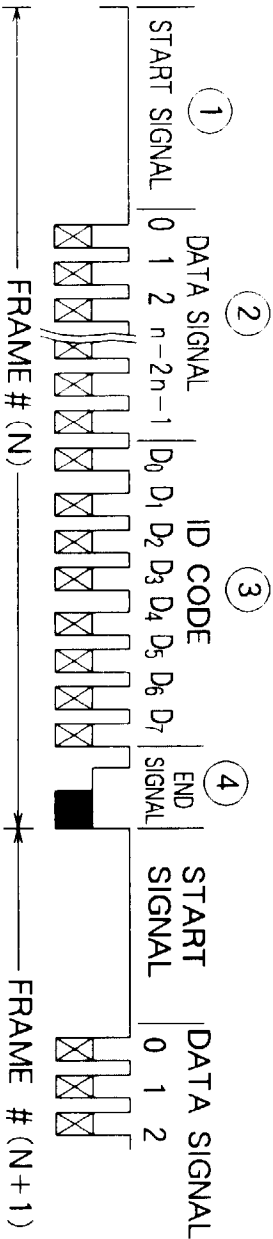 ① ② ③ ④
START SIGNAL DATA SIGNAL ID CODE END SIGNAL START SIGNAL DATA SIGNAL
0 1 2 n-2n-1 D0 D1 D2 D3 D4 D5 D6 D7 0 1 2
FRAME # (N) FRAME # (N+1)